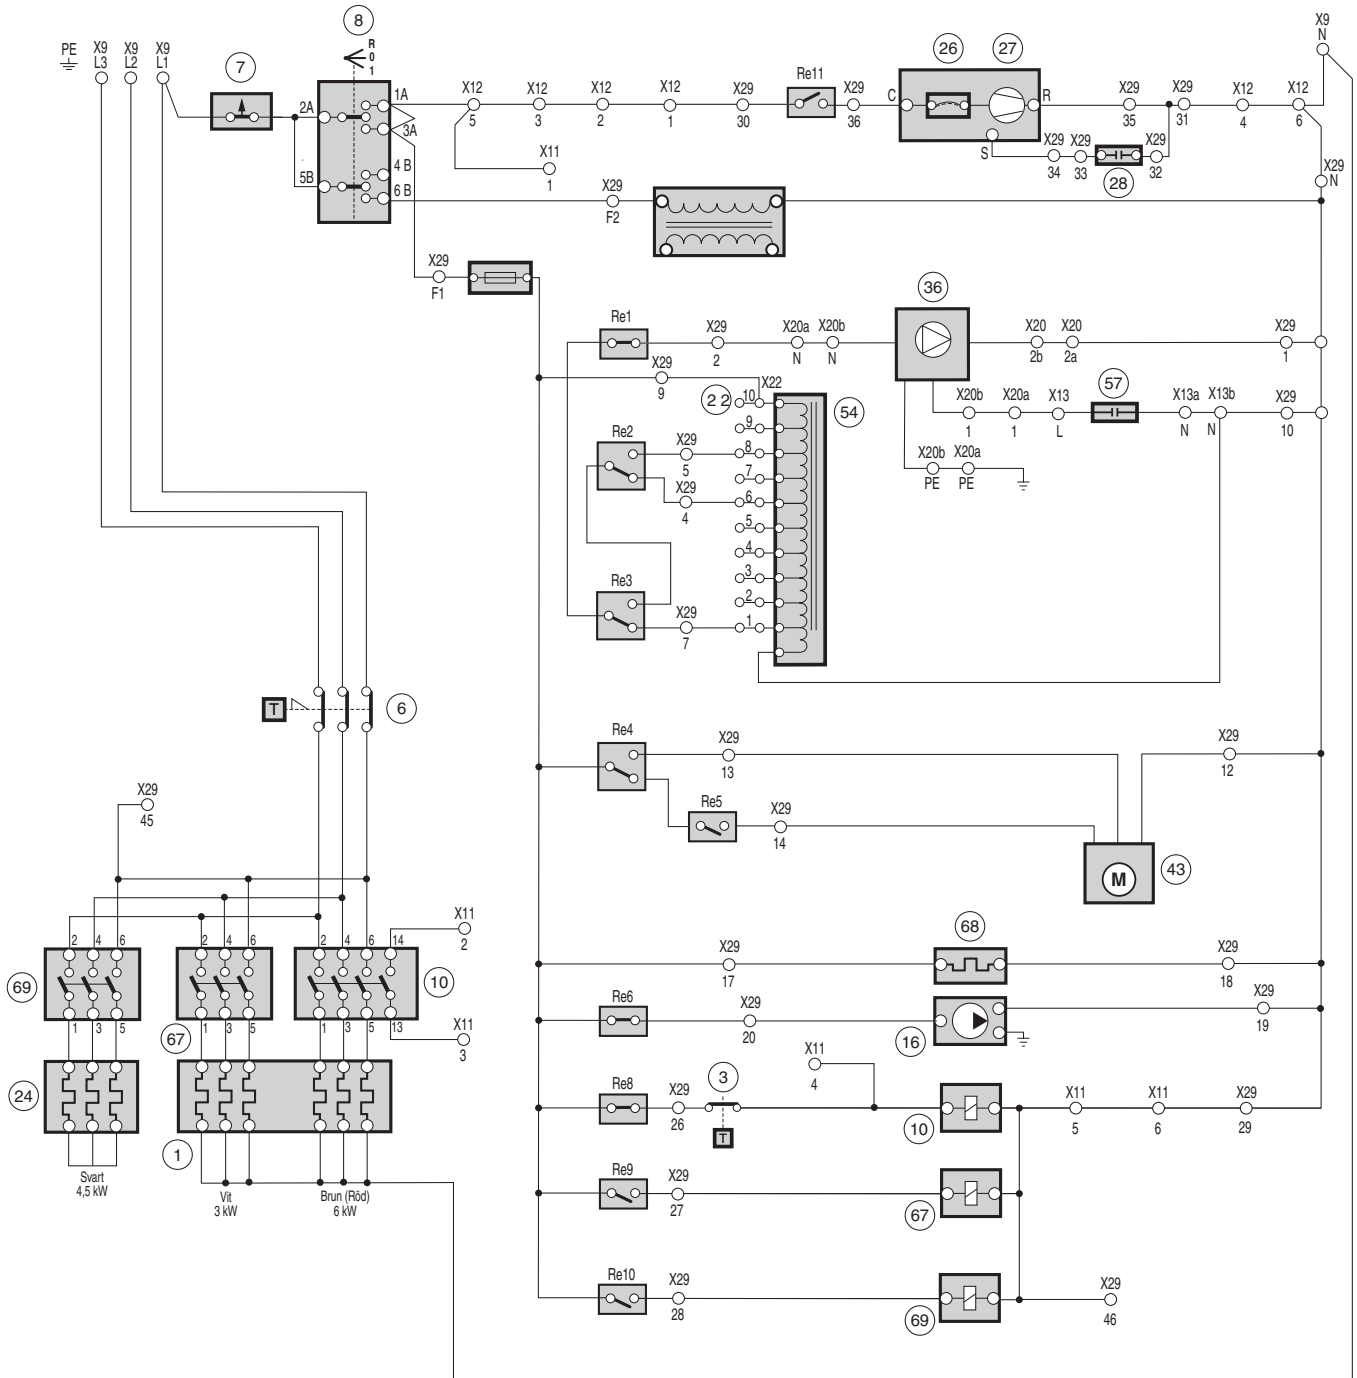 8
X9
N
PE
X9
L3
X9
L2
X9
L1
7
R
0
1
2A
5B
1A
3A
4 B
6 B
X12
5
X12
3
X12
2
X12
1
X29
30
Re11
X29
36
26
27
C
R
S
X29
35
X29
31
X12
4
X12
6
X29
34
X29
33
28
X29
32
X29
N
X11
1
X29
F2
X29
F1
36
Re1
X29
2
X20a
N
X20b
N
X20
2b
X20
2a
X29
1
X29
9
X22
2 2
10
9
8
7
6
5
4
3
2
1
54
X20b
1
X20a
1
X13
L
57
X13a
N
X13b
N
X29
10
X20b
PE
X20a
PE
Re2
X29
5
X29
4
Re3
X29
7
T
6
Re4
X29
13
X29
12
Re5
X29
14
M
43
X29
45
X11
2
2
4
6
2
4
6
2
4
6
14
69
10
1
3
5
67
1
3
5
1
3
5
13
X11
3
24
1
Svart
4,5 kW
Vit
3 kW
Brun (Röd)
6 kW
68
X29
17
X29
18
Re6
X29
20
16
X29
19
X11
4
Re8
X29
26
3
T
10
X11
5
X11
6
X29
29
Re9
X29
27
67
Re10
X29
28
69
X29
46